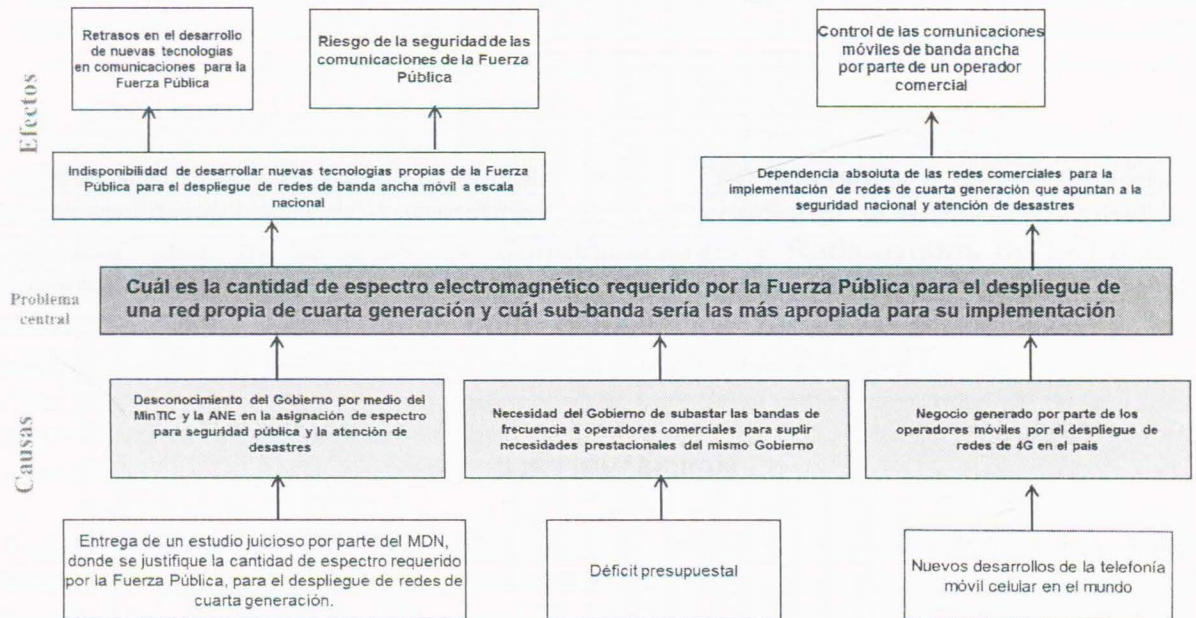 Efectos
Retrasos en el desarrollo
de nuevas tecnologías
en comunicaciones para la
Fuerza Pública
Riesgo de la seguridad de las
comunicaciones de la Fuerza
Pública
Control de las comunicaciones
móviles de banda ancha
por parte de un operador
comercial
Indisponibilidad de desarrollar nuevas tecnologías propias de la Fuerza
Pública para el despliegue de redes de banda ancha móvil a escala
nacional
Dependencia absoluta de las redes comerciales para la
implementación de redes de cuarta generación que apuntan a la
seguridad nacional y atención de desastres
Problema
central
Cuál es la cantidad de espectro electromagnético requerido por la Fuerza Pública para el despliegue de
una red propia de cuarta generación y cuál sub-banda sería las más apropiada para su implementación
Causas
Desconocimiento del Gobierno por medio del
MinTIC y la ANE en la asignación de espectro
para seguridad pública y la atención de
desastres
Necesidad del Gobierno de subastar las bandas de
frecuencia a operadores comerciales para suplir
necesidades prestacionales del mismo Gobierno
Negocio generado por parte de los
operadores móviles por el despliegue de
redes de 4G en el país
Entrega de un estudio juicioso por parte del MDN,
donde se justifique la cantidad de espectro requerido
por la Fuerza Pública, para el despliegue de redes de
cuarta generación.
Déficit presupuestal
Nuevos desarrollos de la telefonía
móvil celular en el mundo